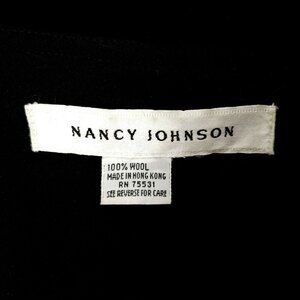 NANCY JOHNSON
100% WOOL
MADE IN HONG KONG
RN 75531
SEE REVERSE FOR CARE